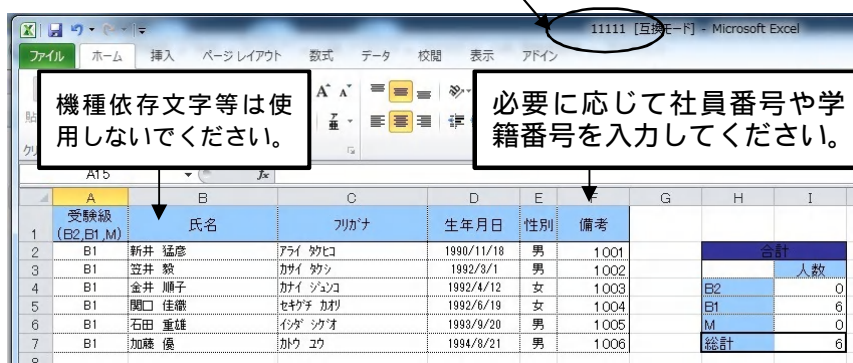 11111 [互換モード] - Microsoft Excel
ファイル ホーム 挿入 ページ レイアウト 数式 データ 校閲 表示 アドイン
機種依存文字等は使
用しないでください。
必要に応じて社員番号や学
籍番号を入力してください。
A15 fx
A B C D E F G H I
1 受験級 氏名 フリガナ 生年月日 性別 備考
(B2,B1,M)
2 B1 新井 猛彦 アライ タケヒコ 1990/11/18 男 1001 合計
3 B1 笠井 毅 カサイ タケシ 1992/3/1 男 1002 人数
4 B1 金井 順子 カナイ ジュンコ 1992/4/12 女 1003 B2 0
5 B1 関口 佳織 セキグチ カオリ 1992/6/19 女 1004 B1 6
6 B1 石田 重雄 イシダ シゲオ 1993/9/20 男 1005 M 0
7 B1 加藤 優 カトウ ユウ 1994/8/21 男 1006 総計 6